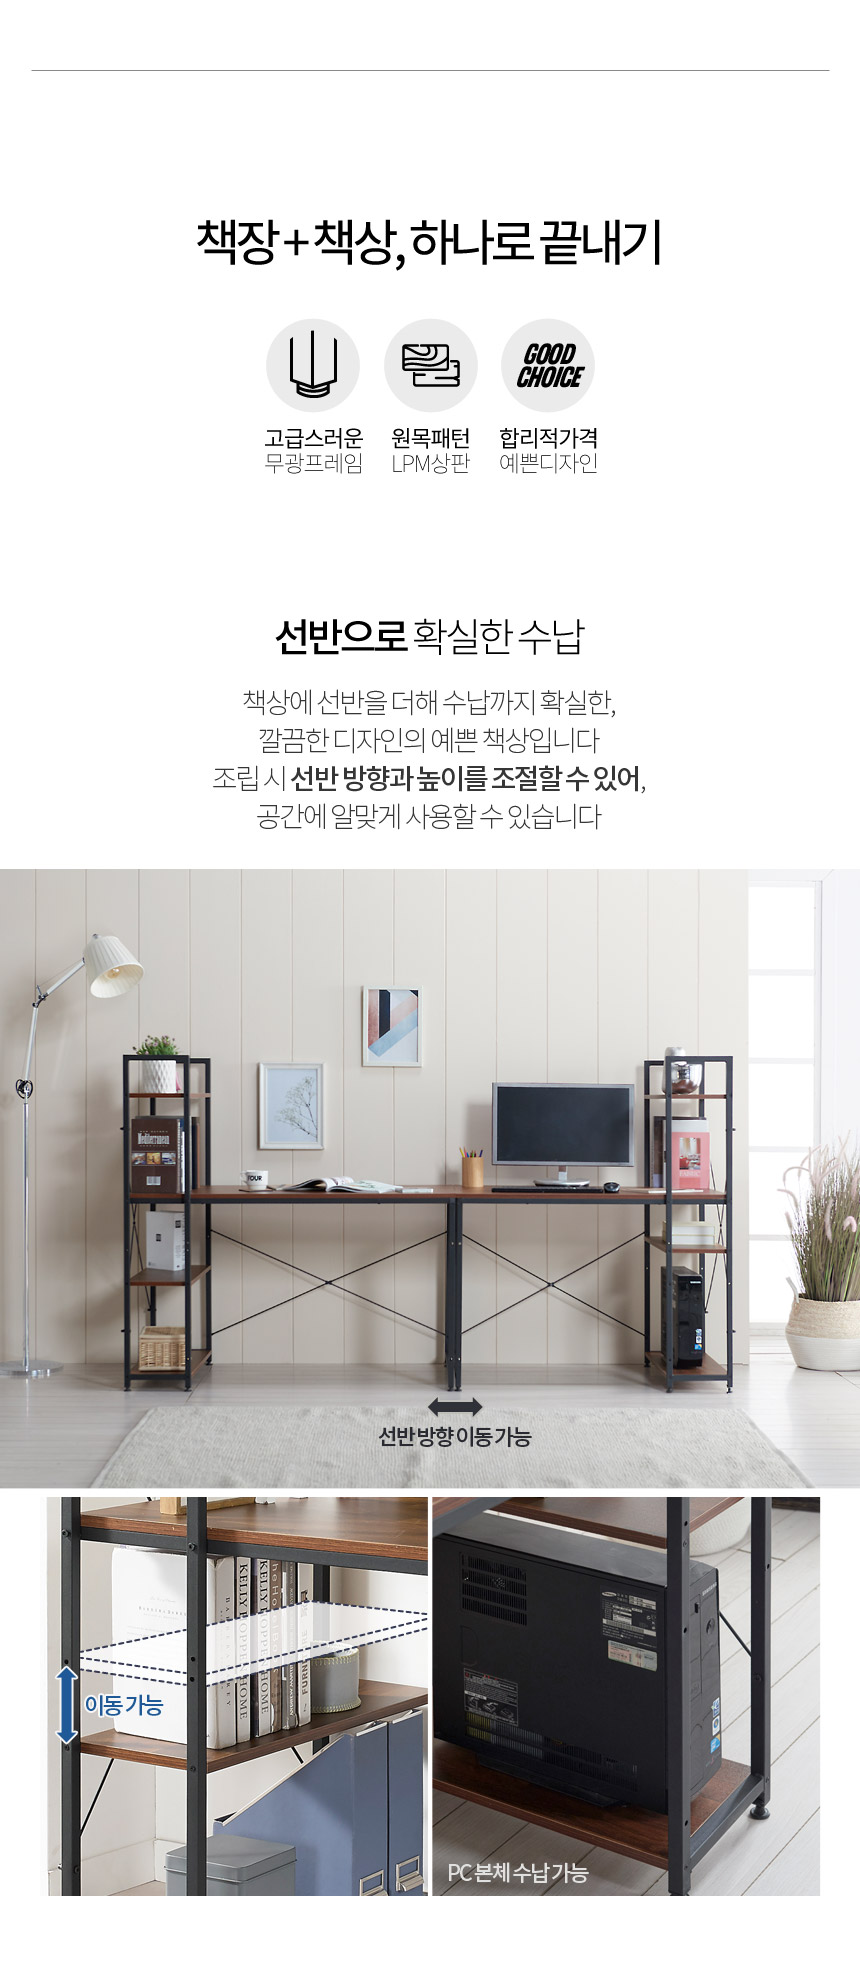 책장+책상, 하나로 끝내기
GOOD
CHOICE
고급스러운
무광프레임
원목패턴
LPM상판
합리적가격
예쁜디자인
선반으로 확실한 수납
책상에 선반을 더해 수납까지 확실한,
깔끔한 디자인의 예쁜 책상입니다
조립 시 선반 방향과 높이를 조절할 수 있어,
공간에 알맞게 사용할 수 있습니다
Mediterranean
FOUR
선반 방향 이동 가능
KELLY HOPPEN HOME
이동 가능
SAMSUNG
PC 본체 수납 가능